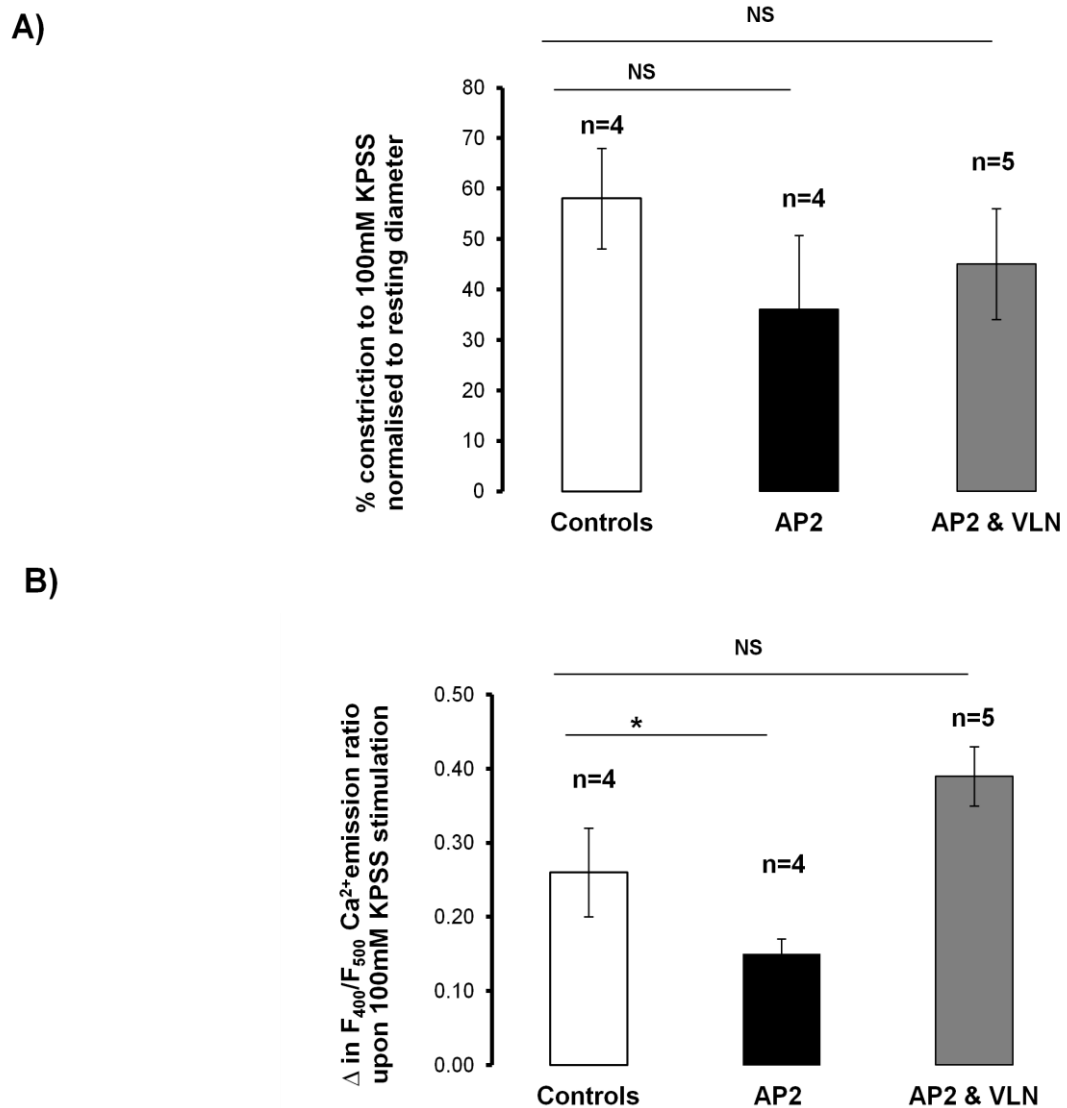 A)
NS
NS
% constriction to 100mM KPSS
normalised to resting diameter
80
70
60
50
40
30
20
10
0
n=4
n=4
n=5
Controls
AP2
AP2 & VLN
B)
NS
*
Δ in F₄₀₀/F₅₀₀ Ca²⁺emission ratio
upon 100mM KPSS stimulation
0.50
0.40
0.30
0.20
0.10
0.00
n=4
n=4
n=5
Controls
AP2
AP2 & VLN